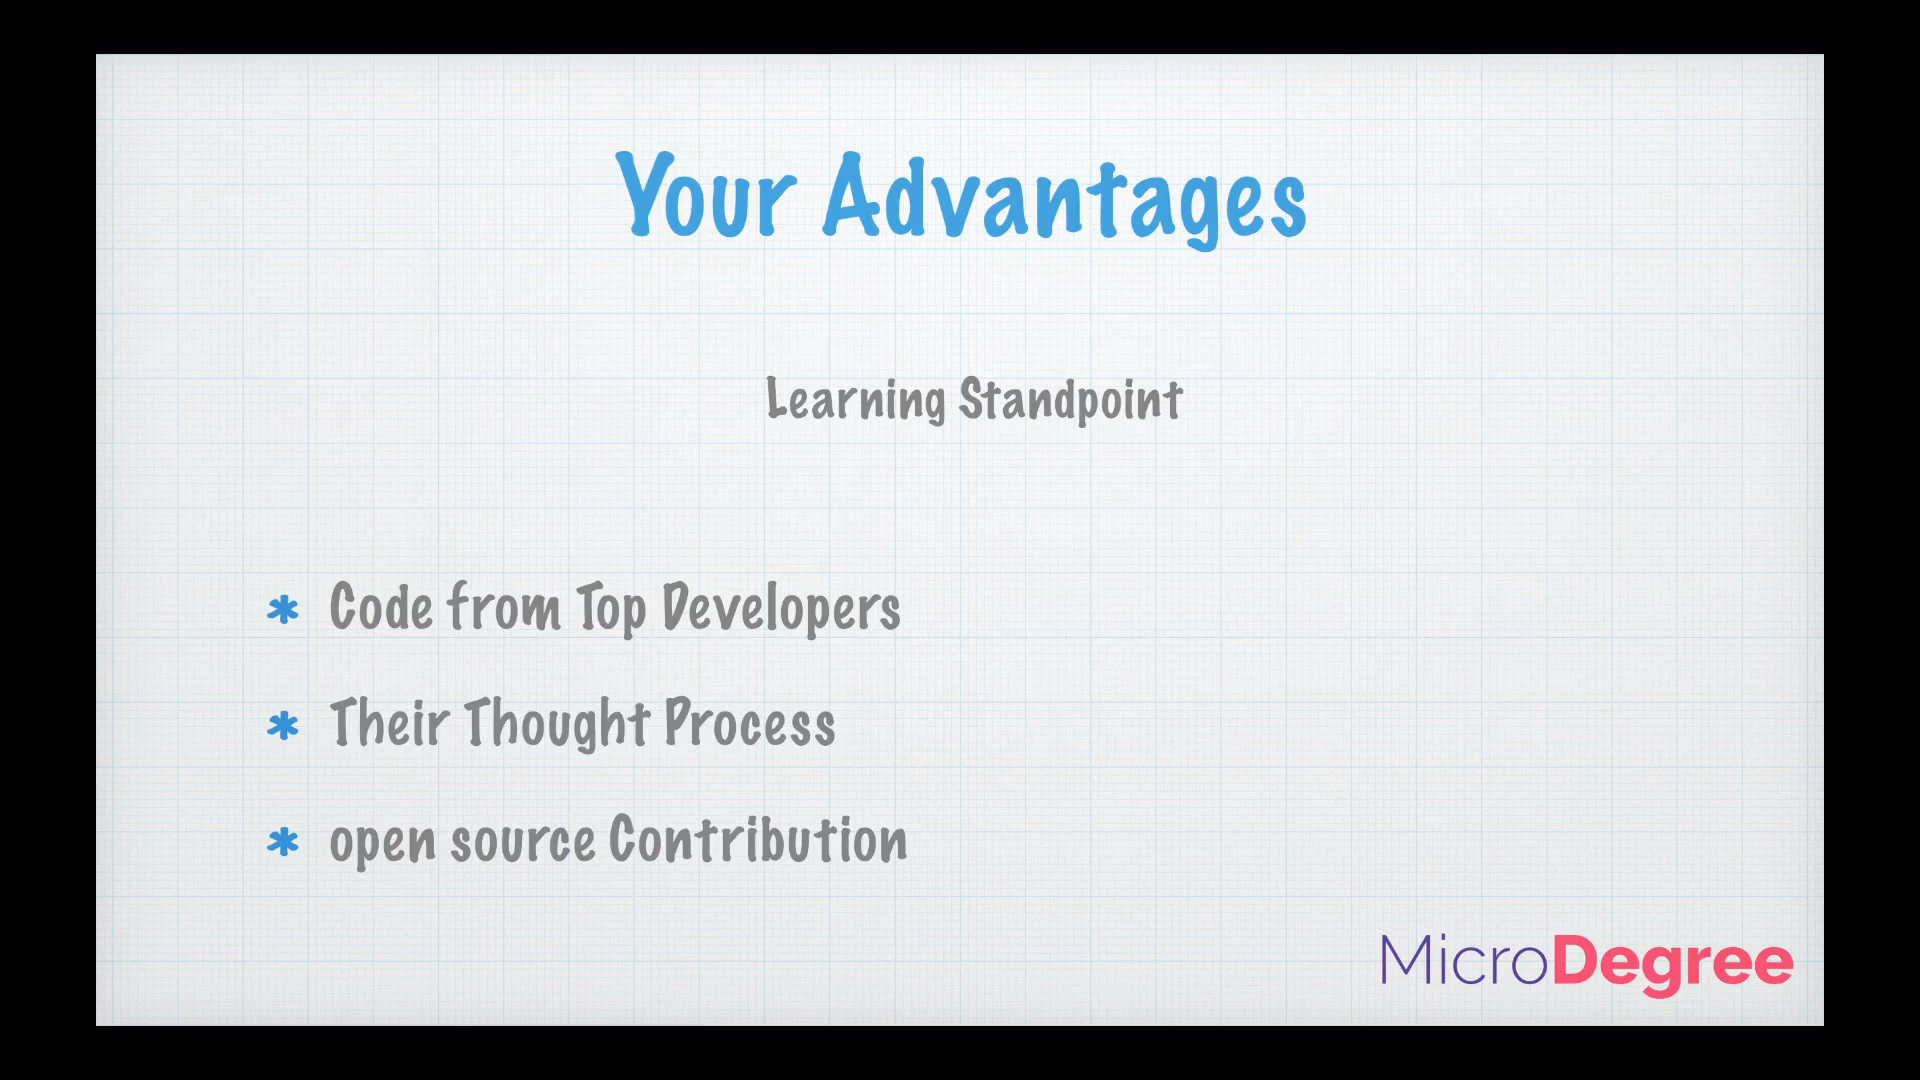 Your Advantages
Learning Standpoint
* Code from Top Developers
* Their Thought Process
* open source Contribution
MicroDegree